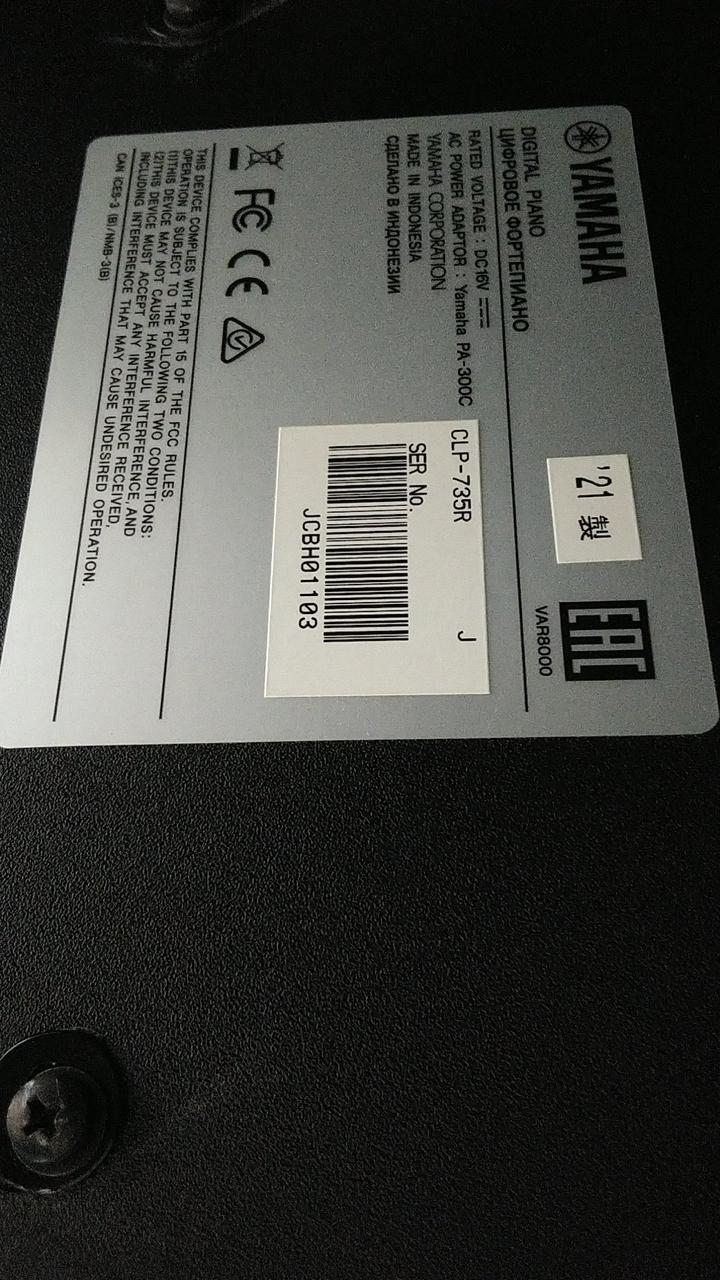 YAMAHA
'21 製
EAC
DIGITAL PIANO
ЦИФРОВОЕ ФОРТЕПИАНО
VAR8000
RATED VOLTAGE : DC16V
AC POWER ADAPTOR : Yamaha PA-300C
YAMAHA CORPORATION
MADE IN INDONESIA
СДЕЛАНО В ИНДОНЕЗИИ
CLP-735R J
SER No.
JCBH01103
FC CE
THIS DEVICE COMPLIES WITH PART 15 OF THE FCC RULES.
OPERATION IS SUBJECT TO THE FOLLOWING TWO CONDITIONS:
(1)THIS DEVICE MAY NOT CAUSE HARMFUL INTERFERENCE, AND
(2)THIS DEVICE MUST ACCEPT ANY INTERFERENCE RECEIVED,
INCLUDING INTERFERENCE THAT MAY CAUSE UNDESIRED OPERATION.
CAN ICES-3 (B)/NMB-3(B)